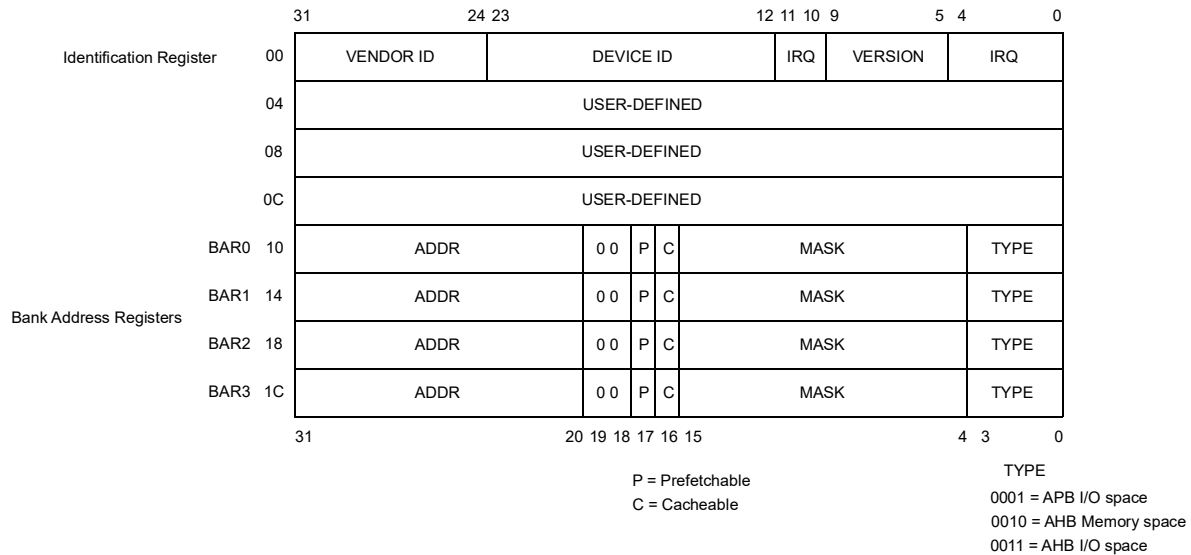 31 24 23 12 11 10 9 5 4 0
Identification Register 00 VENDOR ID DEVICE ID IRQ VERSION IRQ
04 USER-DEFINED
08 USER-DEFINED
0C USER-DEFINED
BAR0 10 ADDR 0 0 P C MASK TYPE
BAR1 14 ADDR 0 0 P C MASK TYPE
Bank Address Registers
BAR2 18 ADDR 0 0 P C MASK TYPE
BAR3 1C ADDR 0 0 P C MASK TYPE
31 20 19 18 17 16 15 4 3 0
TYPE
P = Prefetchable
0001 = APB I/O space
C = Cacheable
0010 = AHB Memory space
0011 = AHB I/O space